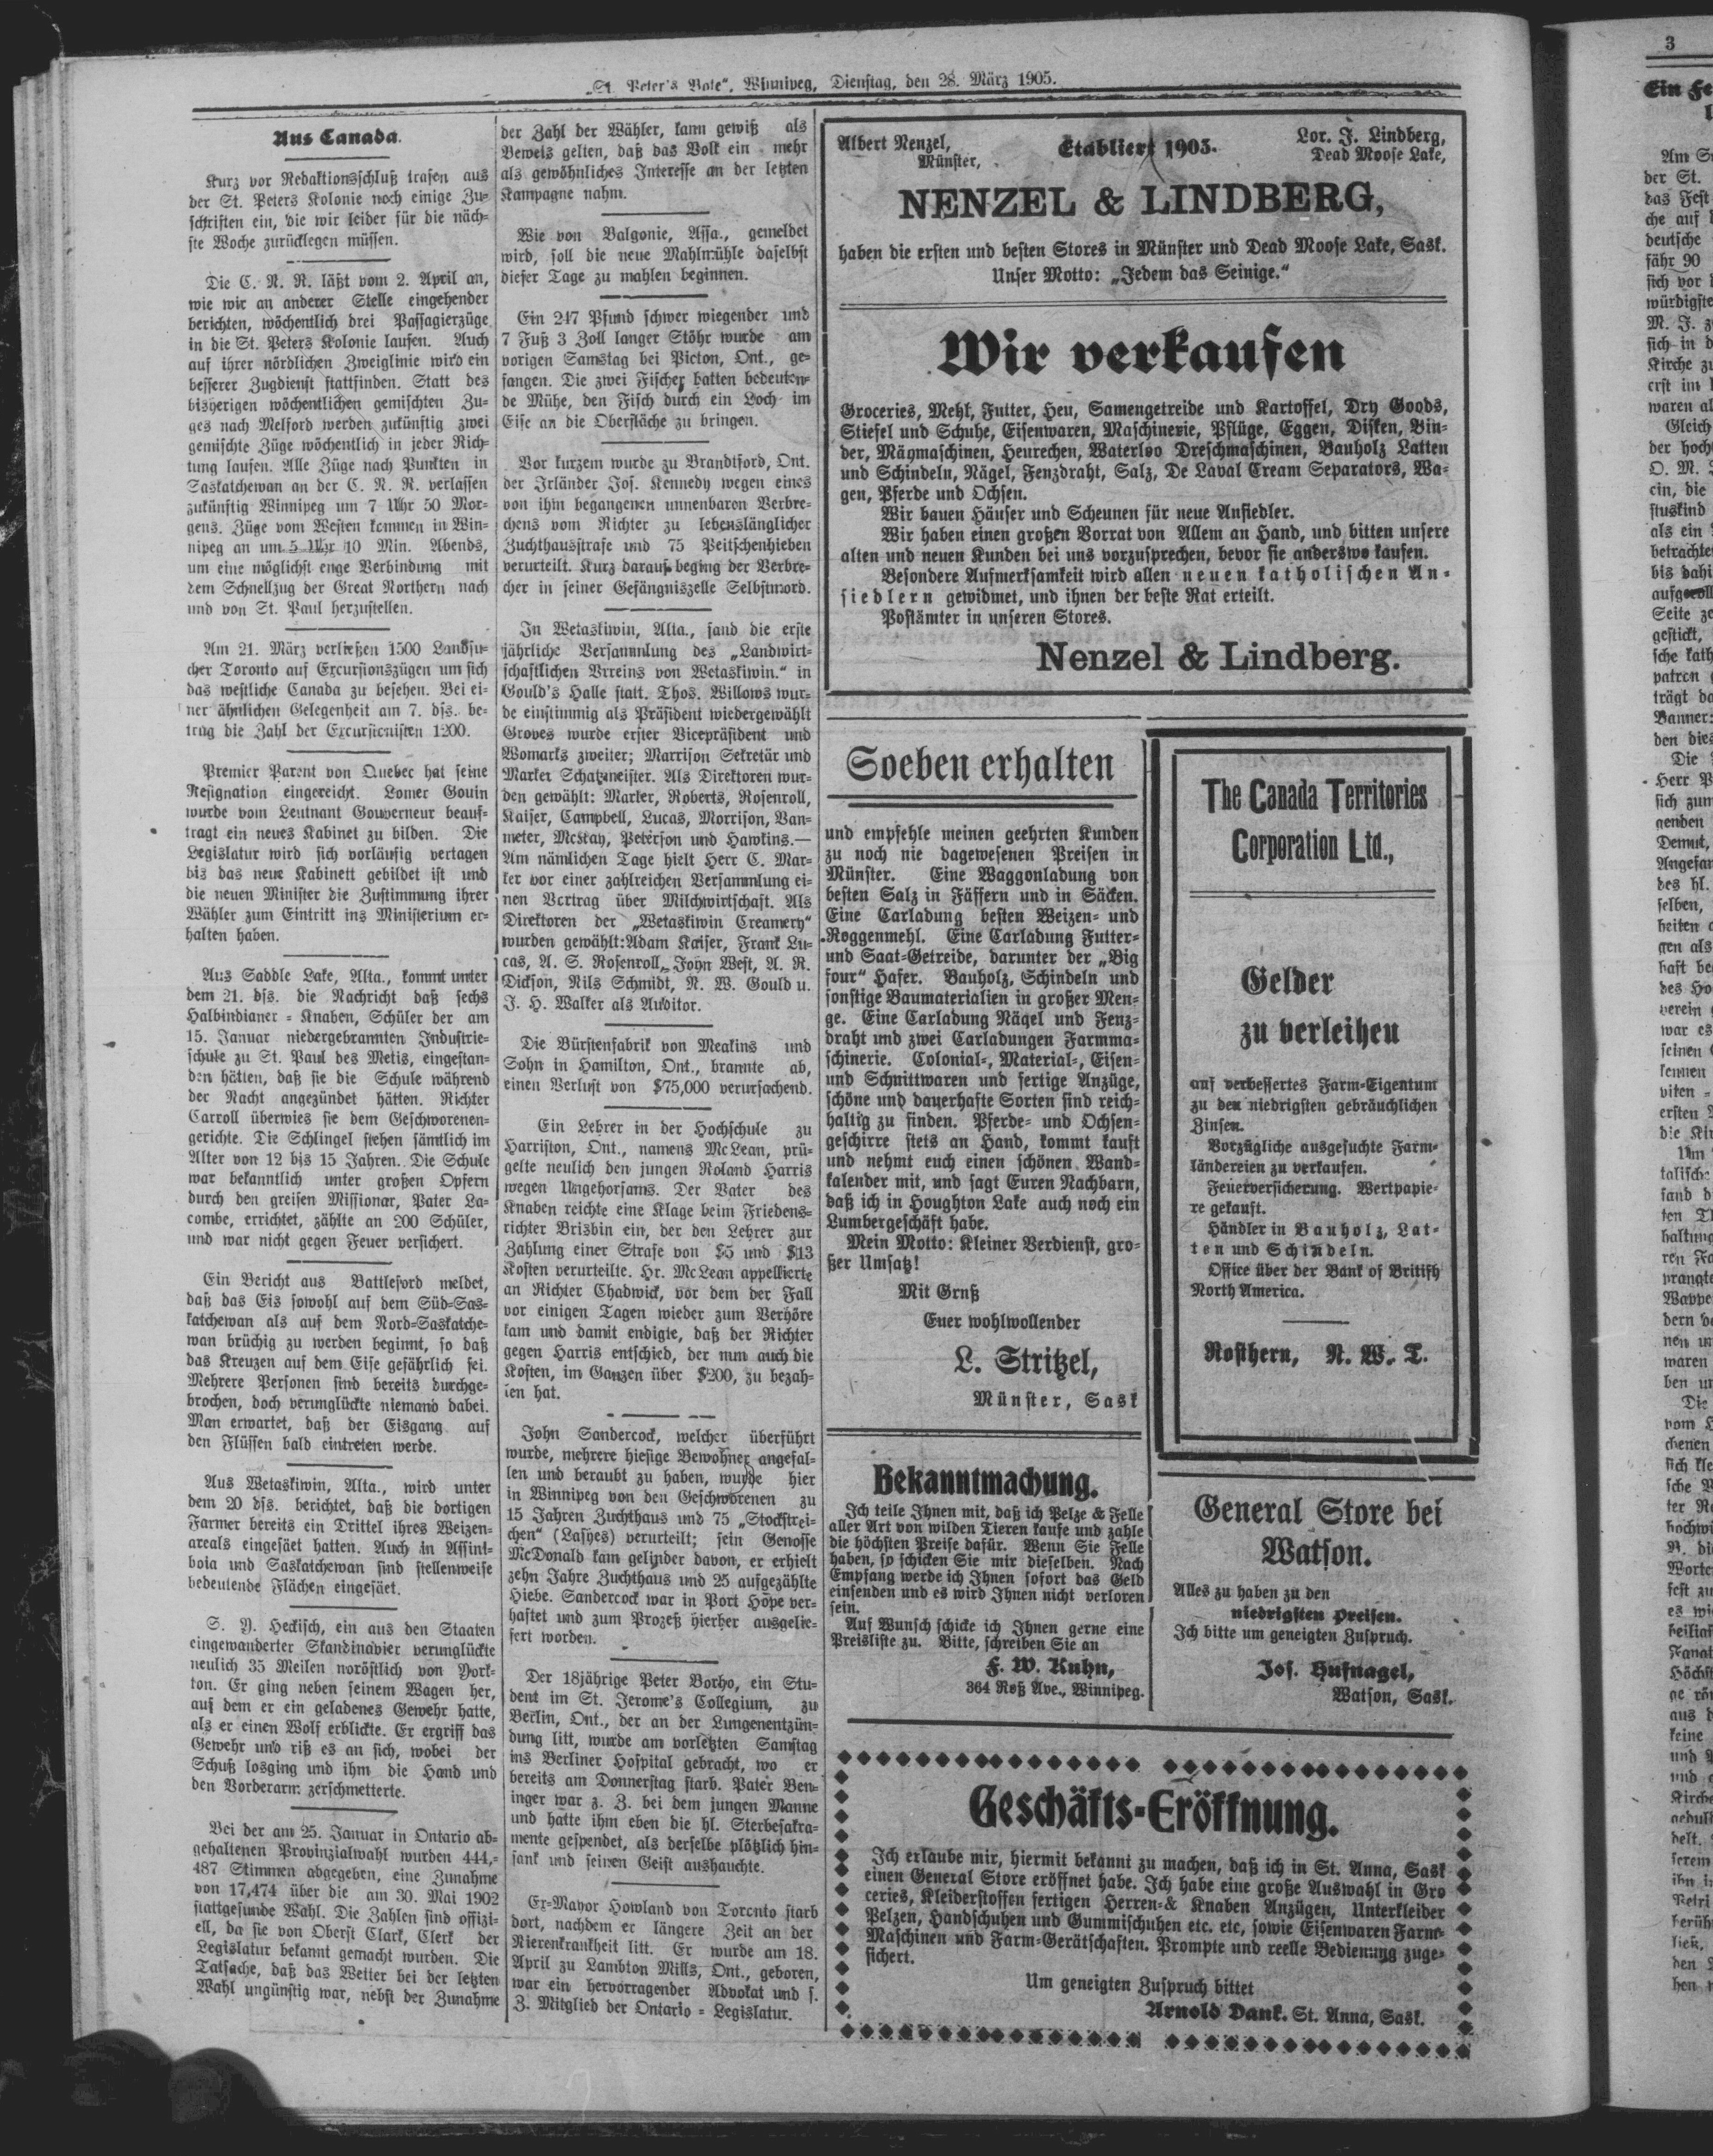 „St. Peter's Bote", Winnipeg, Dienstag, den 28. März 1905.
Aus Canada.
Kurz vor Redaktionsschluß trafen aus
der St. Peters Kolonie noch einige Zu-
schriften ein, die wir leider für die näch-
ste Woche zurücklegen müssen.
Die C. N. R. läßt vom 2. April an,
wie wir an anderer Stelle eingehender
berichten, wöchentlich drei Passagierzüge
in die St. Peters Kolonie laufen. Auch
auf ihrer nördlichen Zweiglinie wird ein
besserer Zugdienst stattfinden. Statt des
bisherigen wöchentlichen gemischten Zu-
ges nach Melford werden zukünftig zwei
gemischte Züge wöchentlich in jeder Rich-
tung laufen. Alle Züge nach Punkten in
Saskatchewan an der C. N. R. verlassen
zukünftig Winnipeg um 7 Uhr 50 Mor-
gens. Züge vom Westen kommen in Win-
nipeg an um 5 Uhr 10 Min. Abends,
um eine möglichst enge Verbindung mit
dem Schnellzug der Great Northern nach
und von St. Paul herzustellen.
Am 21. März verließen 1500 Landsu-
cher Toronto auf Excursionszügen um sich
das westliche Canada zu besehen. Bei ei-
ner ähnlichen Gelegenheit am 7. dss. be-
trug die Zahl der Excursionisten 1200.
Premier Parent von Quebec hat seine
Resignation eingereicht. Lomer Gouin
wurde vom Leutnant Gouverneur beauf-
tragt ein neues Kabinet zu bilden. Die
Legislatur wird sich vorläufig vertagen
bis das neue Kabinett gebildet ist und
die neuen Minister die Zustimmung ihrer
Wähler zum Eintritt ins Ministerium er-
halten haben.
Aus Saddle Lake, Alta., kommt unter
dem 21. dss. die Nachricht daß sechs
Halbindianer = Knaben, Schüler der am
15. Januar niedergebrannten Industrie-
schule zu St. Paul des Metis, eingestan-
den hätten, daß sie die Schule während
der Nacht angezündet hätten. Richter
Carroll überwies sie dem Geschworenen-
gerichte. Die Schlingel stehen sämtlich im
Alter von 12 bis 15 Jahren. Die Schule
war bekanntlich unter großen Opfern
durch den greisen Missionar, Pater La-
combe, errichtet, zählte an 200 Schüler,
und war nicht gegen Feuer versichert.
Ein Bericht aus Battleford meldet,
daß das Eis sowohl auf dem Süd-Sas-
katchewan als auf dem Nord-Saskatche-
wan brüchig zu werden beginnt, so daß
das Kreuzen auf dem Eise gefährlich sei.
Mehrere Personen sind bereits durchge-
brochen, doch verunglückte niemand dabei.
Man erwartet, daß der Eisgang auf
den Flüssen bald eintreten werde.
Aus Wetaskiwin, Alta., wird unter
dem 20 dss. berichtet, daß die dortigen
Farmer bereits ein Drittel ihres Weizen-
areals eingesäet hatten. Auch in Assini-
boia und Saskatchewan sind stellenweise
bedeutende Flächen eingesäet.
S. Y. Heckisch, ein aus den Staaten
eingewanderter Skandinavier verunglückte
neulich 35 Meilen noröstlich von York-
ton. Er ging neben seinem Wagen her,
auf dem er ein geladenes Gewehr hatte,
als er einen Wolf erblickte. Er ergriff das
Gewehr und riß es an sich, wobei der
Schuß losging und ihm die Hand und
den Vorderarm zerschmetterte.
Bei der am 25. Januar in Ontario ab-
gehaltenen Provinzialwahl wurden 444,-
487 Stimmen abgegeben, eine Zunahme
von 17,474 über die am 30. Mai 1902
stattgefunde Wahl. Die Zahlen sind offizi-
ell, da sie von Oberst Clark, Clerk der
Legislatur bekannt gemacht wurden. Die
Tatsache, daß das Wetter bei der letzten
Wahl ungünstig war, nebst der Zunahme
der Zahl der Wähler, kann gewiß als
Beweis gelten, daß das Volk ein mehr
als gewöhnliches Interesse an der letzten
Kampagne nahm.
Wie von Balgonie, Assa., gemeldet
wird, soll die neue Mahlmühle daselbst
dieser Tage zu mahlen beginnen.
Ein 247 Pfund schwer wiegender und
7 Fuß 3 Zoll langer Stöhr wurde am
vorigen Samstag bei Picton, Ont., ge-
fangen. Die zwei Fischer hatten bedeuten-
de Mühe, den Fisch durch ein Loch im
Eise an die Oberfläche zu bringen.
Vor kurzem wurde zu Brandtford, Ont.
der Irländer Jos. Kennedy wegen eines
von ihm begangenen unnenbaren Verbre-
chens vom Richter zu lebenslänglicher
Zuchthausstrafe und 75 Peitschenhieben
verurteilt. Kurz darauf beging der Verbre-
cher in seiner Gefängniszelle Selbstmord.
In Wetaskiwin, Alta., fand die erste
jährliche Versammlung des „Landwirt-
schaftlichen Vreeins von Wetaskiwin." in
Gould's Halle statt. Thos. Willows wur-
de einstimmig als Präsident wiedergewählt
Groves wurde erster Vicepräsident und
Womarks zweiter; Marrison Sekretär und
Marker Schatzmeister. Als Direktoren wur-
den gewählt: Marker, Roberts, Rosenroll,
Kaiser, Campbell, Lucas, Morrison, Van-
meter, McKay, Peterson und Hawkins.—
Am nämlichen Tage hielt Herr C. Mar-
ker vor einer zahlreichen Versammlung ei-
nen Vertrag über Milchwirtschaft. Als
Direktoren der „Wetaskiwin Creamery"
wurden gewählt: Adam Kaiser, Frank Lu-
cas, A. S. Rosenroll, John West, A. R.
Dickson, Nils Schmidt, N. W. Gould u.
J. H. Walker als Auditor.
Die Bürstenfabrik von Meakins und
Sohn in Hamilton, Ont., brannte ab,
einen Verlust von $75,000 verursachend.
Ein Lehrer in der Hochschule zu
Harriston, Ont., namens McLean, prü-
gelte neulich den jungen Roland Harris
wegen Ungehorsams. Der Vater des
Knaben reichte eine Klage beim Friedens-
richter Brisbin ein, der den Lehrer zur
Zahlung einer Strafe von $5 und $13
Kosten verurteilte. Hr. McLean appellierte
an Richter Chadwick, vor dem der Fall
vor einigen Tagen wieder zum Verhöre
kam und damit endigte, daß der Richter
gegen Harris entschied, der nun auch die
Kosten, im Ganzen über $200, zu bezah-
len hat.
John Sandercock, welcher überführt
wurde, mehrere hiesige Bewohner angefal-
len und beraubt zu haben, wurde hier
in Winnipeg von den Geschworenen zu
15 Jahren Zuchthaus und 75 „Stockstrei-
chen" (Lashes) verurteilt; sein Genosse
McDonald kam gelinder davon, er erhielt
zehn Jahre Zuchthaus und 25 aufgezählte
Hiebe. Sandercock war in Port Hope ver-
haftet und zum Prozeß hierher ausgelie-
fert worden.
Der 18jährige Peter Borho, ein Stu-
dent im St. Jerome's Collegium, zu
Berlin, Ont., der an der Lungenentzün-
dung litt, wurde am vorletzten Samstag
ins Berliner Hospital gebracht, wo er
bereits am Donnerstag starb. Pater Ben-
inger war z. Z. bei dem jungen Manne
und hatte ihm eben die hl. Sterbesakra-
mente gespendet, als derselbe plötzlich hin-
sank und seinen Geist aushauchte.
Ex-Mayor Howland von Toronto starb
dort, nachdem er längere Zeit an der
Nierenkrankheit litt. Er wurde am 18.
April zu Lambton Mills, Ont., geboren,
war ein hervorragender Advokat und s.
Z. Mitglied der Ontario = Legislatur.
Albert Nenzel,
Münster,
Etabliert 1903.
Lor. J. Lindberg,
Dead Moose Lake,
NENZEL & LINDBERG,
haben die ersten und besten Stores in Münster und Dead Moose Lake, Sask.
Unser Motto: „Jedem das Seinige."
Wir verkaufen
Groceries, Mehl, Futter, Heu, Samengetreide und Kartoffel, Dry Goods,
Stiefel und Schuhe, Eisenwaren, Maschinerie, Pflüge, Eggen, Disken, Bin-
der, Mähmaschinen, Heurechen, Waterloo Dreschmaschinen, Bauholz Latten
und Schindeln, Nägel, Fenzdraht, Salz, De Laval Cream Separators, Wa-
gen, Pferde und Ochsen.
Wir bauen Häuser und Scheunen für neue Ansiedler.
Wir haben einen großen Vorrat von Allem an Hand, und bitten unsere
alten und neuen Kunden bei uns vorzusprechen, bevor sie anderswo kaufen.
Besondere Aufmerksamkeit wird allen neuen katholischen An-
siedlern gewidmet, und ihnen der beste Rat erteilt.
Postämter in unseren Stores.
Nenzel & Lindberg.
Soeben erhalten
und empfehle meinen geehrten Kunden
zu noch nie dagewesenen Preisen in
Münster. Eine Waggonladung von
besten Salz in Fässern und in Säcken.
Eine Carladung besten Weizen- und
Roggenmehl. Eine Carladung Futter-
und Saat-Getreide, darunter der „Big
four" Hafer. Bauholz, Schindeln und
sonstige Baumaterialien in großer Men-
ge. Eine Carladung Nägel und Fenz-
draht und zwei Carladungen Farmma-
schinerie. Colonial-, Material-, Eisen-
und Schnittwaren und fertige Anzüge,
schöne und dauerhafte Sorten sind reich-
haltig zu finden. Pferde- und Ochsen-
geschirre stets an Hand, kommt kauft
und nehmt euch einen schönen Wand-
kalender mit, und sagt Euren Nachbarn,
daß ich in Houghton Lake auch noch ein
Lumbergeschäft habe.
Mein Motto: Kleiner Verdienst, gro-
ßer Umsatz!
Mit Gruß
Euer wohlwollender
L. Stritzel,
Münster, Sask
The Canada Territories
Corporation Ltd.,
Gelder
zu verleihen
auf verbessertes Farm-Eigentum
zu den niedrigsten gebräuchlichen
Zinsen.
Vorzügliche ausgesuchte Farm-
ländereien zu verkaufen.
Feuerversicherung. Wertpapie-
re gekauft.
Händler in Bauholz, Lat-
ten und Schindeln.
Office über der Bank of British
North America.
Rosthern, N. W. T.
Bekanntmachung.
Ich teile Ihnen mit, daß ich Pelze & Felle
aller Art von wilden Tieren kaufe und zahle
die höchsten Preise dafür. Wenn Sie Felle
haben, so schicken Sie mir dieselben. Nach
Empfang werde ich Ihnen sofort das Geld
einsenden und es wird Ihnen nicht verloren
sein.
Auf Wunsch schicke ich Ihnen gerne eine
Preisliste zu. Bitte, schreiben Sie an
F. W. Kuhn,
364 Roß Ave., Winnipeg.
General Store bei
Watson.
Alles zu haben zu den
niedrigsten Preisen.
Ich bitte um geneigten Zuspruch.
Jos. Hufnagel,
Watson, Sask.
Geschäfts-Eröffnung.
Ich erlaube mir, hiermit bekannt zu machen, daß ich in St. Anna, Sask
einen General Store eröffnet habe. Ich habe eine große Auswahl in Gro
ceries, Kleiderstoffen fertigen Herren- & Knaben Anzügen, Unterkleider
Pelzen, Handschuhen und Gummischuhen etc. etc, sowie Eisenwaren Farm-
Maschinen und Farm-Gerätschaften. Prompte und reelle Bedienung zuge-
sichert.
Um geneigten Zuspruch bittet
Arnold Dank. St. Anna, Sask.
3